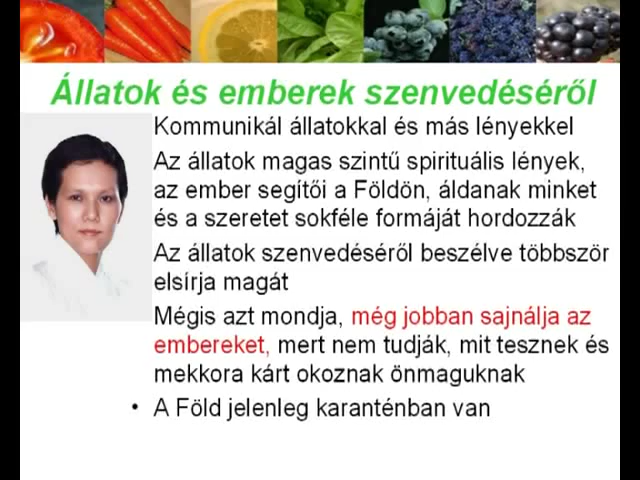 Állatok és emberek szenvedéséről
Kommunikál állatokkal és más lényekkel
Az állatok magas szintű spirituális lények,
az ember segítői a Földön, áldanak minket
és a szeretet sokféle formáját hordozzák
Az állatok szenvedéséről beszélve többször
elsírja magát
Mégis azt mondja, még jobban sajnálja az
embereket, mert nem tudják, mit tesznek és
mekkora kárt okoznak önmaguknak
• A Föld jelenleg karanténban van